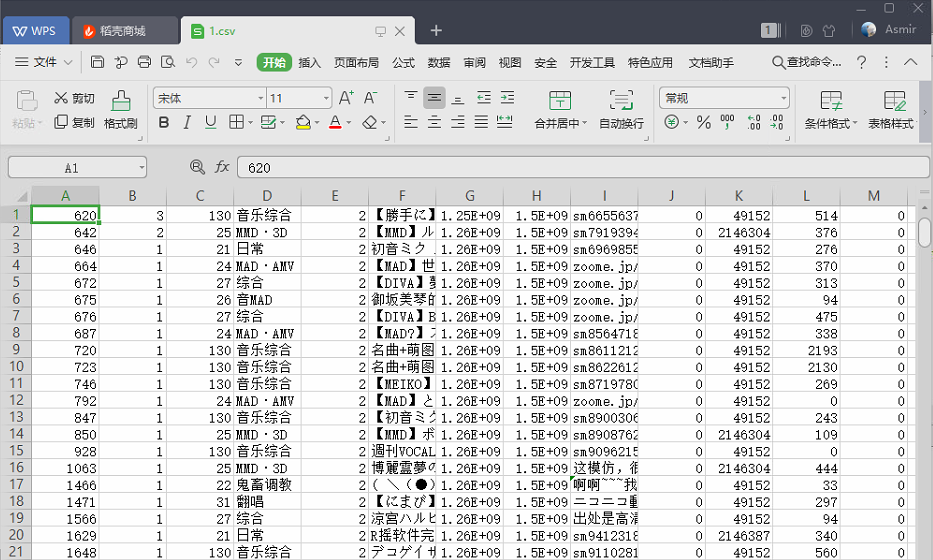 WPS 稻壳商城 1.csv 1 Asmir
文件 开始 插入 页面布局 公式 数据 审阅 视图 安全 开发工具 特色应用 文档助手 查找命令...
粘贴 剪切 复制 格式刷 宋体 11 合并居中 自动换行 常规 条件格式 表格样式
A1 fx 620
A B C D E F G H I J K L M
1 620 3 130 音乐综合 2 【勝手に】 1.25E+09 1.5E+09 sm6655637 0 49152 514 0
2 642 2 25 MMD·3D 2 【MMD】ル 1.26E+09 1.5E+09 sm7919394 0 2146304 376 0
3 646 1 21 日常 2 初音ミク 1.26E+09 1.5E+09 sm6969855 0 49152 276 0
4 664 1 24 MAD·AMV 2 【MAD】世 1.26E+09 1.5E+09 zoome.jp/ 0 49152 370 0
5 672 1 27 综合 2 【DIVA】 1.26E+09 1.5E+09 zoome.jp/ 0 49152 313 0
6 675 1 26 音MAD 2 御坂美琴的 1.26E+09 1.5E+09 zoome.jp/ 0 49152 94 0
7 676 1 27 综合 2 【DIVA】B 1.26E+09 1.5E+09 zoome.jp/ 0 49152 475 0
8 687 1 24 MAD·AMV 2 【MAD?】 1.26E+09 1.5E+09 sm8564718 0 49152 338 0
9 720 1 130 音乐综合 2 名曲+萌图 1.26E+09 1.5E+09 sm8611212 0 49152 2193 0
10 723 1 130 音乐综合 2 名曲+萌图 1.26E+09 1.5E+09 sm8622612 0 49152 2130 0
11 746 1 130 音乐综合 2 【MEIKO】 1.26E+09 1.5E+09 sm8719780 0 49152 269 0
12 792 1 24 MAD·AMV 2 【MAD】と 1.26E+09 1.5E+09 zoome.jp/ 0 49152 0 0
13 847 1 130 音乐综合 2 【初音ミク 1.26E+09 1.5E+09 sm8900306 0 49152 243 0
14 850 1 25 MMD·3D 2 【MMD】ボ 1.26E+09 1.5E+09 sm8908762 0 2146304 109 0
15 928 1 130 音乐综合 2 週刊VOCAL 1.26E+09 1.5E+09 sm9096215 0 49152 0 0
16 1063 1 25 MMD·3D 2 博麗霊夢の 1.26E+09 1.5E+09 这模仿，很 0 2146304 444 0
17 1466 1 22 鬼畜调教 2 ( ＼ (●) 1.26E+09 1.5E+09 啊啊~~~我 0 49152 33 0
18 1471 1 31 翻唱 2 【にまび】 1.26E+09 1.5E+09 ニコニコ動 0 49152 297 0
19 1566 1 27 综合 2 涼宮ハルヒ 1.26E+09 1.5E+09 出处是高清 0 49152 94 0
20 1629 1 21 日常 2 R摇软件完 1.26E+09 1.5E+09 sm9412318 0 2146387 340 0
21 1648 1 130 音乐综合 2 デコゲイサ 1.26E+09 1.5E+09 sm9110281 0 49152 560 0